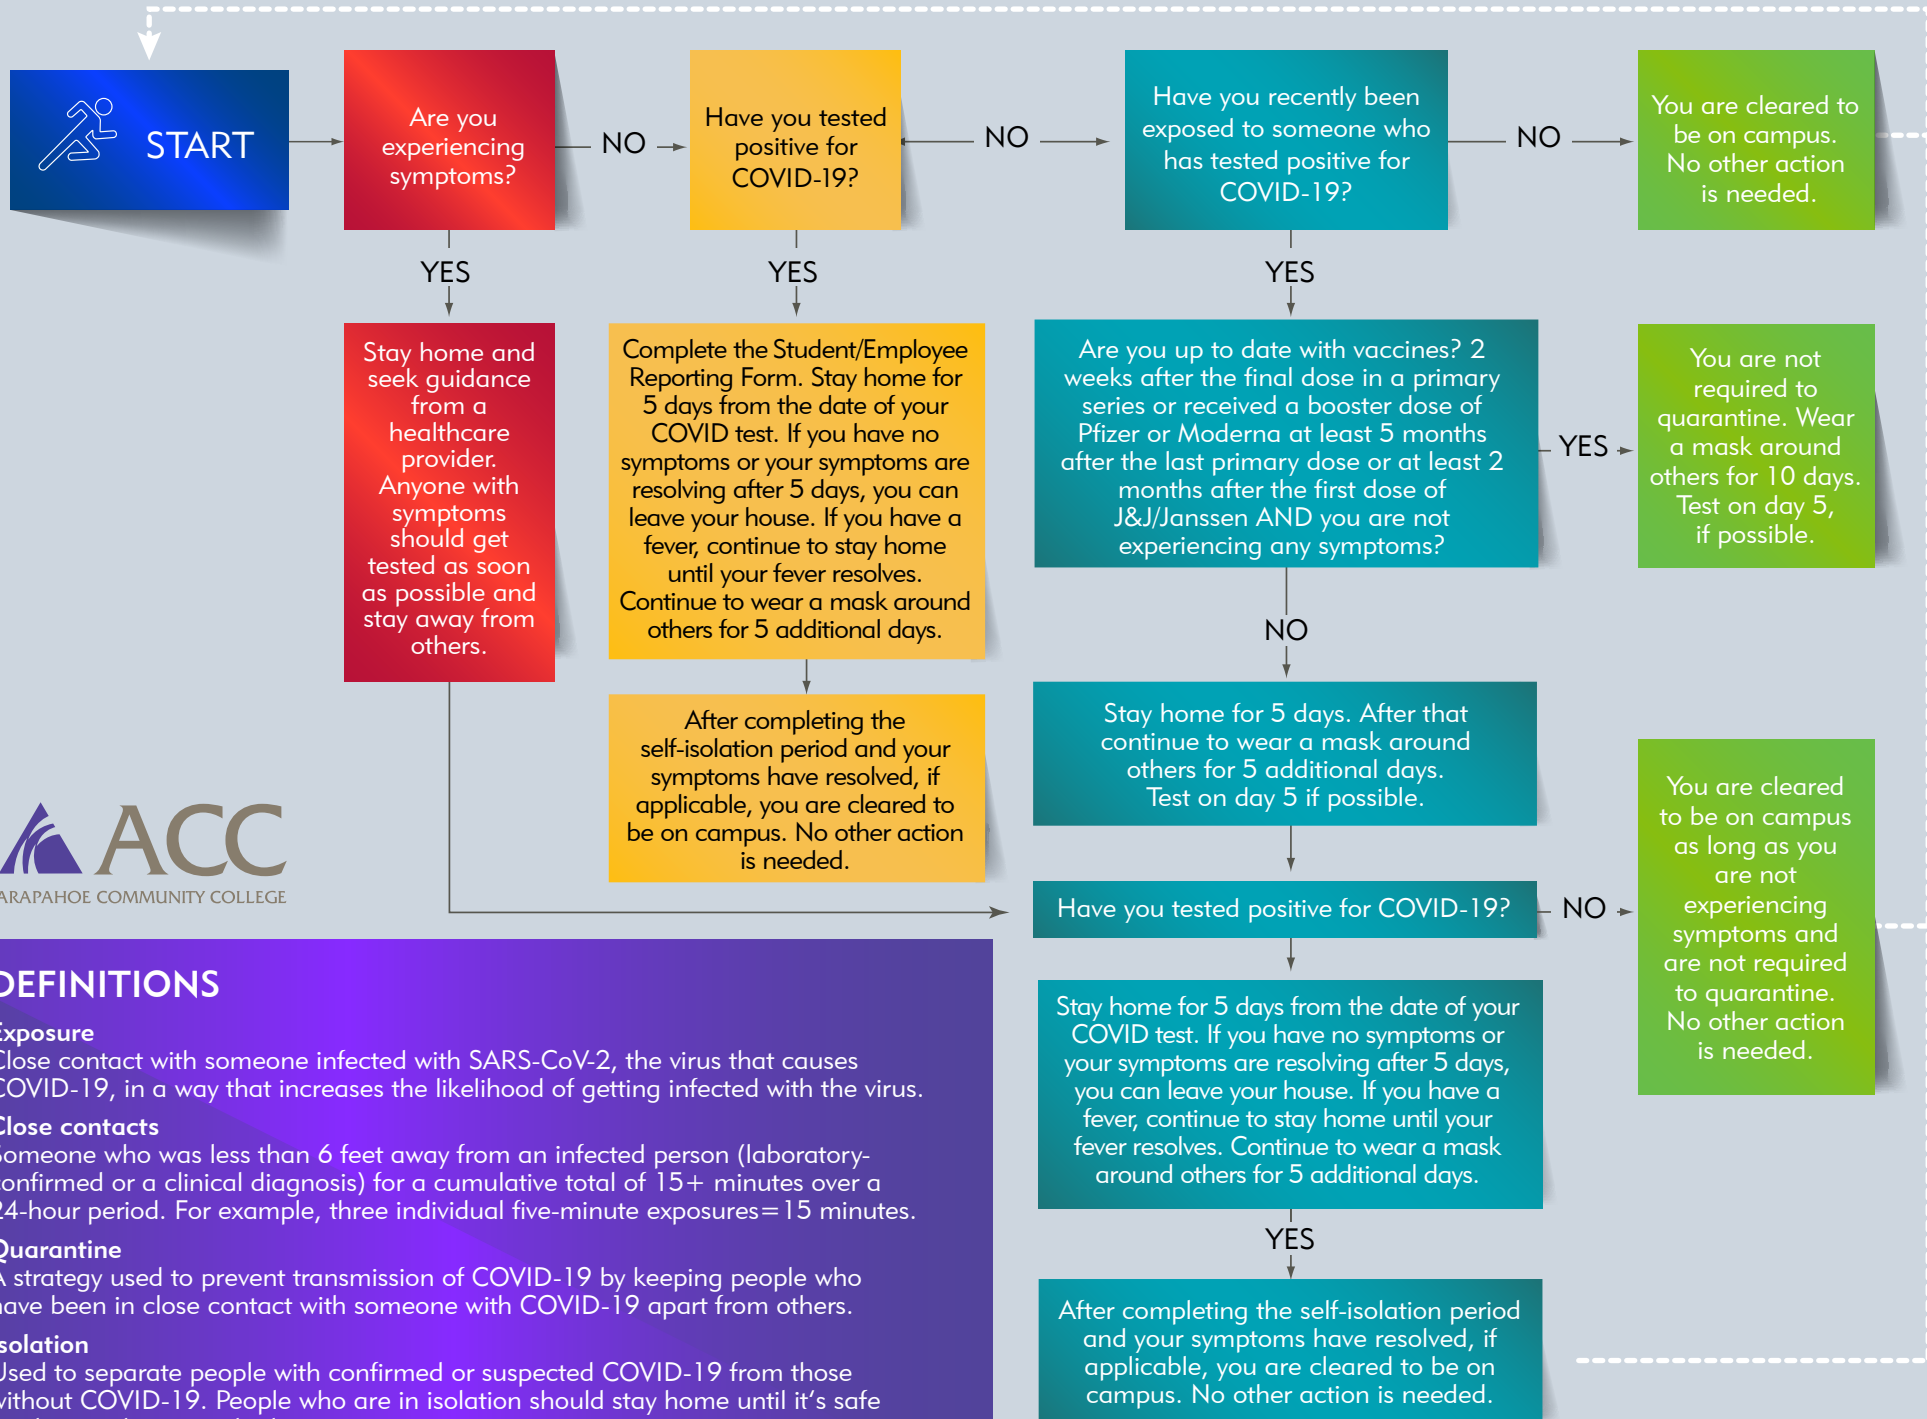 START
Are you
experiencing
symptoms?
NO
Have you tested
positive for
COVID-19?
NO
Have you recently been
exposed to someone who
has tested positive for
COVID-19?
NO
You are cleared to
be on campus.
No other action
is needed.
YES
YES
YES
Stay home and
seek guidance
from a
healthcare
provider.
Anyone with
symptoms
should get
tested as soon
as possible and
stay away from
others.
Complete the Student/Employee
Reporting Form. Stay home for
5 days from the date of your
COVID test. If you have no
symptoms or your symptoms are
resolving after 5 days, you can
leave your house. If you have a
fever, continue to stay home
until your fever resolves.
Continue to wear a mask around
others for 5 additional days.
Are you up to date with vaccines? 2
weeks after the final dose in a primary
series or received a booster dose of
Pfizer or Moderna at least 5 months
after the last primary dose or at least 2
months after the first dose of
J&J/Janssen AND you are not
experiencing any symptoms?
YES
You are not
required to
quarantine. Wear
a mask around
others for 10 days.
Test on day 5,
if possible.
NO
After completing the
self-isolation period and your
symptoms have resolved, if
applicable, you are cleared to
be on campus. No other action
is needed.
Stay home for 5 days. After that
continue to wear a mask around
others for 5 additional days.
Test on day 5 if possible.
You are cleared
to be on campus
as long as you
are not
experiencing
symptoms and
are not required
to quarantine.
No other action
is needed.
ACC
ARAPAHOE COMMUNITY COLLEGE
Have you tested positive for COVID-19?
NO
Stay home for 5 days from the date of your
COVID test. If you have no symptoms or
your symptoms are resolving after 5 days,
you can leave your house. If you have a
fever, continue to stay home until your
fever resolves. Continue to wear a mask
around others for 5 additional days.
YES
After completing the self-isolation period
and your symptoms have resolved, if
applicable, you are cleared to be on
campus. No other action is needed.
DEFINITIONS
Exposure
Close contact with someone infected with SARS-CoV-2, the virus that causes
COVID-19, in a way that increases the likelihood of getting infected with the virus.
Close contacts
Someone who was less than 6 feet away from an infected person (laboratory-
confirmed or a clinical diagnosis) for a cumulative total of 15+ minutes over a
24-hour period. For example, three individual five-minute exposures=15 minutes.
Quarantine
A strategy used to prevent transmission of COVID-19 by keeping people who
have been in close contact with someone with COVID-19 apart from others.
Isolation
Used to separate people with confirmed or suspected COVID-19 from those
without COVID-19. People who are in isolation should stay home until it's safe